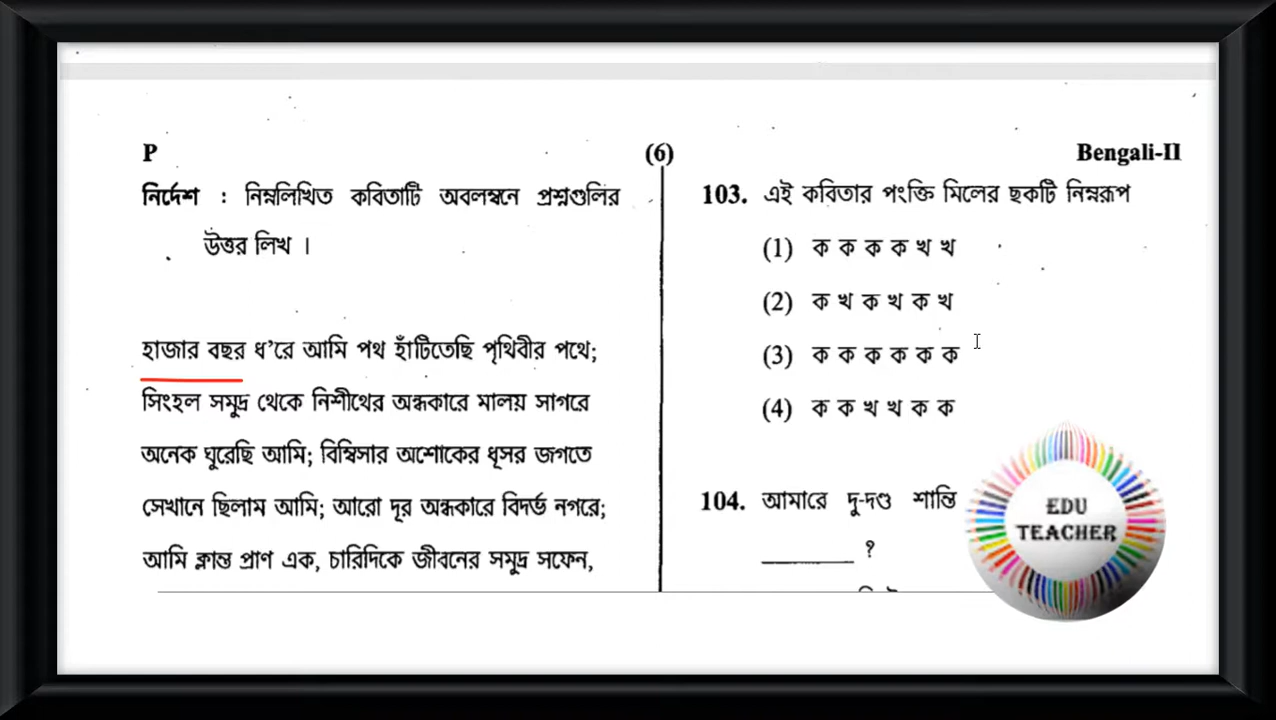 P
(6)
Bengali-II
নির্দেশ : নিম্নলিখিত কবিতাটি অবলম্বনে প্রশ্নগুলির
উত্তর লিখ ।
হাজার বছর ধ’রে আমি পথ হাঁটিতেছি পৃথিবীর পথে;
সিংহল সমুদ্র থেকে নিশীথের অন্ধকারে মালয় সাগরে
অনেক ঘুরেছি আমি; বিম্বিসার অশোকের ধূসর জগতে
সেখানে ছিলাম আমি; আরো দূর অন্ধকারে বিদর্ভ নগরে;
আমি ক্লান্ত প্রাণ এক, চারিদিকে জীবনের সমুদ্র সফেন,
103. এই কবিতার পংক্তি মিলের ছকটি নিম্নরূপ
(1) ক ক ক ক খ খ
(2) ক খ ক খ ক খ
(3) ক ক ক ক ক ক
(4) ক ক খ খ ক ক
104. আমারে দু-দণ্ড শান্তি
________ ?
EDU
TEACHER